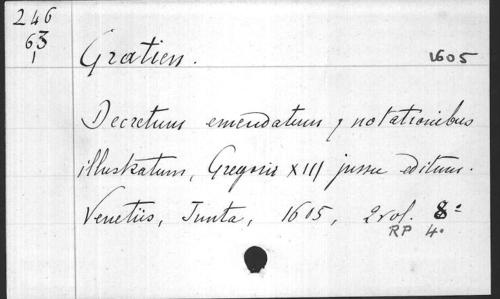 246
63
1
Gratien. 1605
Decretum emendatum, notationibus
illustratum, Gregorii XIII jussu editum.
Venetiis, Junta, 1605, 2 vol. 8º
RP 4.